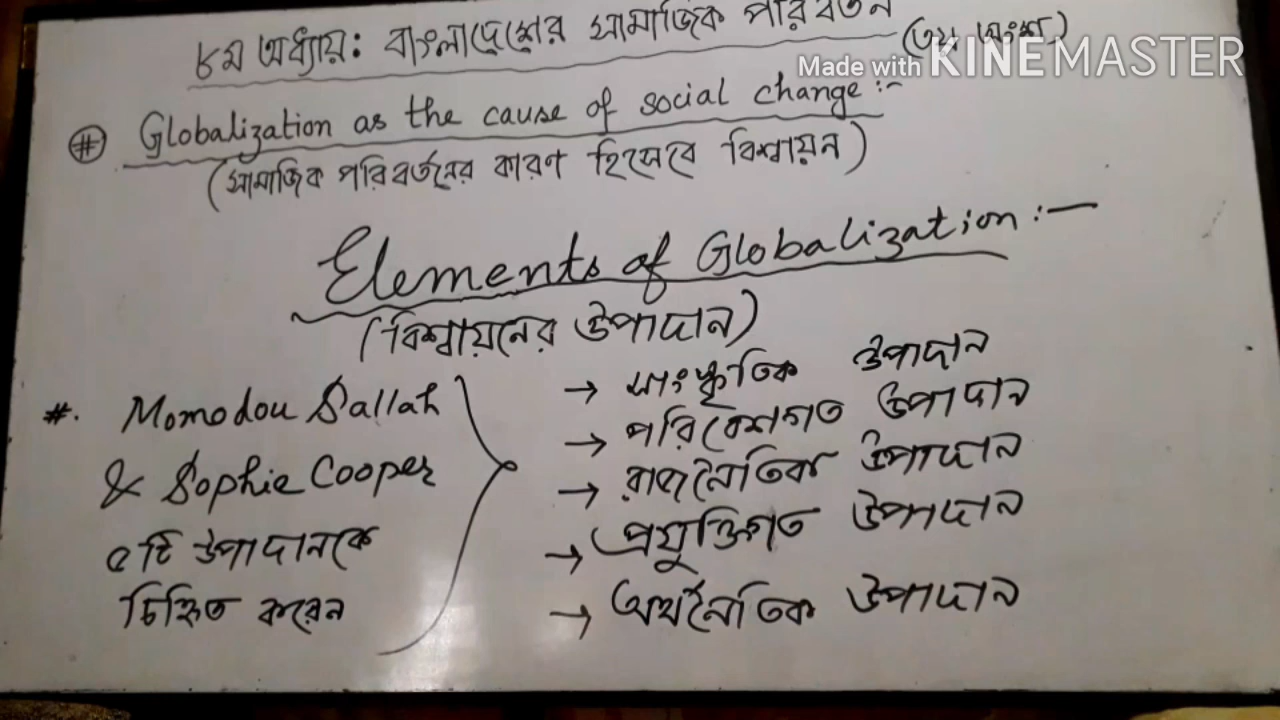 ৮ম অধ্যায়: বাংলাদেশের সামাজিক পরিবর্তন
(৩য় অংশ)
Made with KINEMASTER
# Globalization as the cause of social change :-
(সামাজিক পরিবর্তনের কারণ হিসেবে বিশ্বায়ন)
Elements of Globalization :-
(বিশ্বায়নের উপাদান)
#. Momodou Sallah
& Sophie Cooper
৫টি উপাদানকে
চিহ্নিত করেন
→ সাংস্কৃতিক উপাদান
→ পরিবেশগত উপাদান
→ রাজনৈতিক উপাদান
→ প্রযুক্তিগত উপাদান
→ অর্থনৈতিক উপাদান